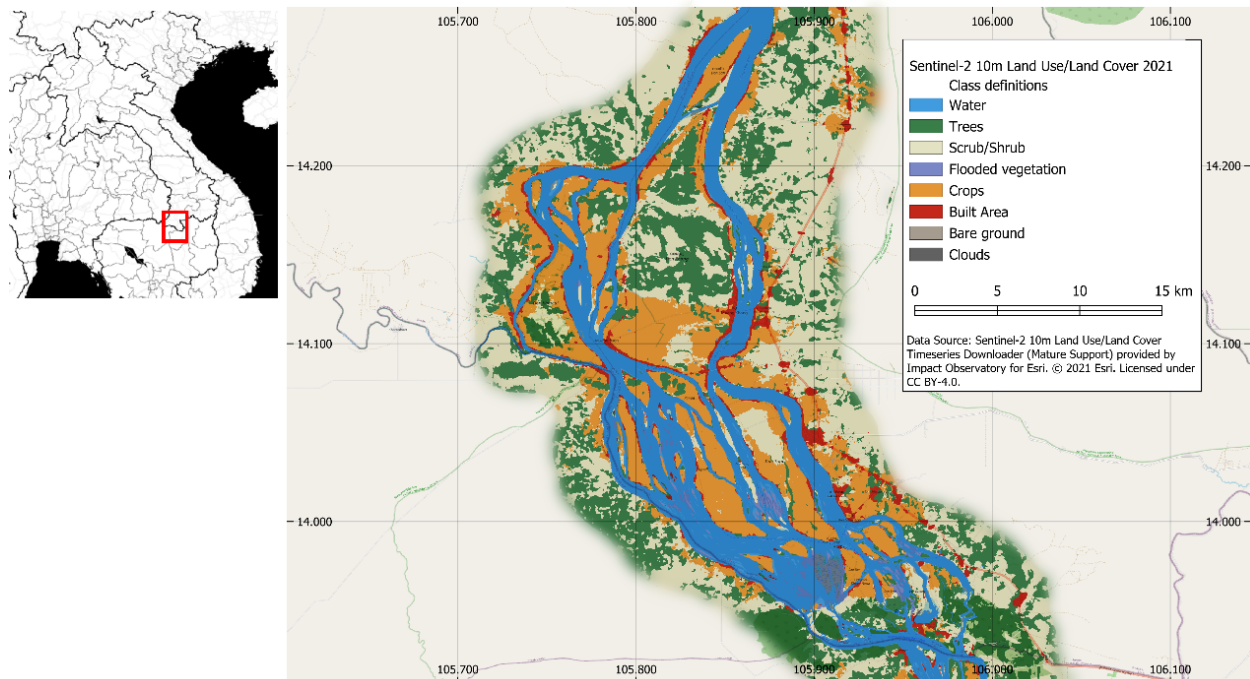 105.700 105.800 105.900 106.000 106.100
Sentinel-2 10m Land Use/Land Cover 2021
Class definitions
Water
Trees
Scrub/Shrub
Flooded vegetation
Crops
Built Area
Bare ground
Clouds
0 5 10 15 km
Data Source: Sentinel-2 10m Land Use/Land Cover
Timeseries Downloader (Mature Support) provided by
Impact Observatory for Esri. © 2021 Esri. Licensed under
CC BY-4.0.
14.200 14.200
14.100 14.100
14.000 14.000
105.700 105.800 105.900 106.000 106.100